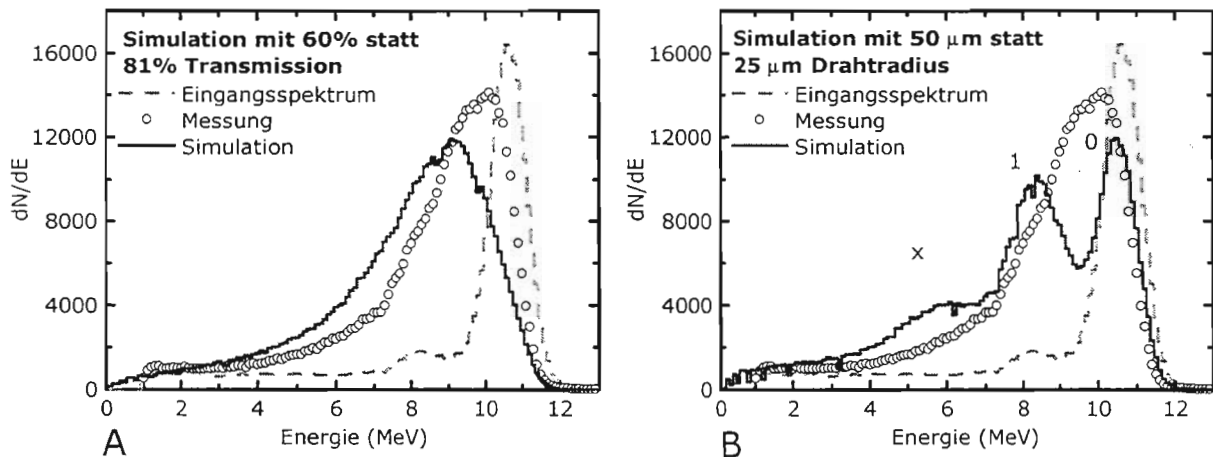 Simulation mit 60% statt
81% Transmission
Eingangsspektrum
Messung
Simulation
dN/dE
16000
12000
8000
4000
0
0 2 4 6 8 10 12
Energie (MeV)
A
Simulation mit 50 µm statt
25 µm Drahtradius
Eingangsspektrum
Messung
Simulation
dN/dE
16000
12000
8000
4000
0
1
0
x
0 2 4 6 8 10 12
Energie (MeV)
B